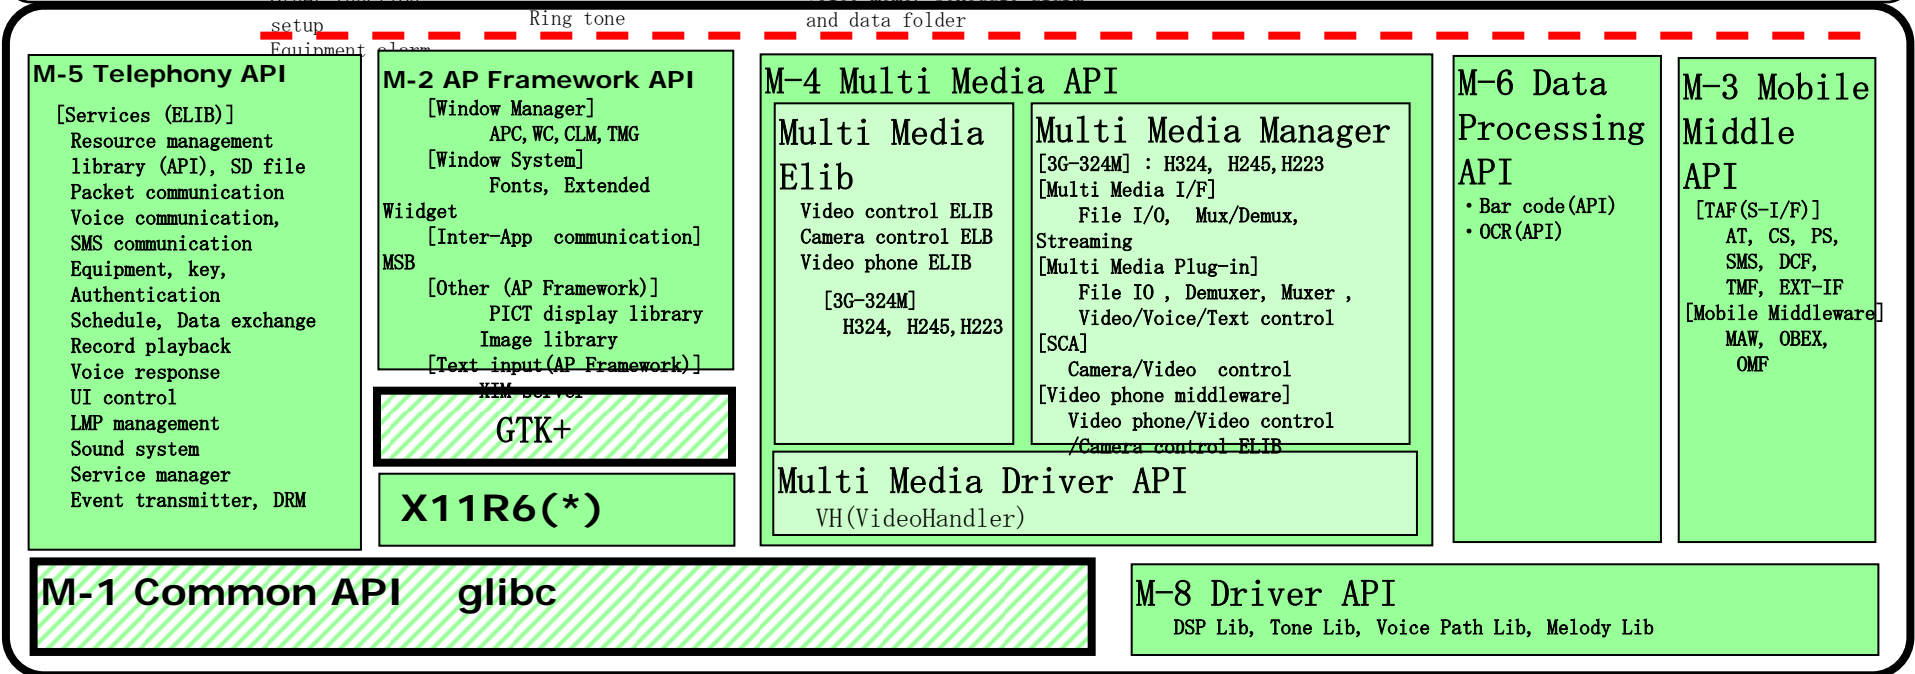 setup
Equipment alarm
Ring tone
and data folder
M-5 Telephony API
[Services (ELIB)]
Resource management
library (API), SD file
Packet communication
Voice communication,
SMS communication
Equipment, key,
Authentication
Schedule, Data exchange
Record playback
Voice response
UI control
LMP management
Sound system
Service manager
Event transmitter, DRM
M-2 AP Framework API
[Window Manager]
APC,WC,CLM,TMG
[Window System]
Fonts, Extended
Wiidget
[Inter-App communication]
MSB
[Other (AP Framework)]
PICT display library
Image library
[Text input(AP Framework)]
XIM server
GTK+
X11R6(*)
M-4 Multi Media API
Multi Media
Elib
Video control ELIB
Camera control ELB
Video phone ELIB
[3G-324M]
H324, H245,H223
Multi Media Manager
[3G-324M] : H324, H245,H223
[Multi Media I/F]
File I/O, Mux/Demux,
Streaming
[Multi Media Plug-in]
File IO , Demuxer, Muxer ,
Video/Voice/Text control
[SCA]
Camera/Video control
[Video phone middleware]
Video phone/Video control
/Camera control ELIB
Multi Media Driver API
VH(VideoHandler)
M-6 Data
Processing
API
・Bar code(API)
・OCR(API)
M-3 Mobile
Middle
API
[TAF(S-I/F)]
AT, CS, PS,
SMS, DCF,
TMF, EXT-IF
[Mobile Middleware]
MAW, OBEX,
OMF
M-1 Common API glibc
M-8 Driver API
DSP Lib, Tone Lib, Voice Path Lib, Melody Lib